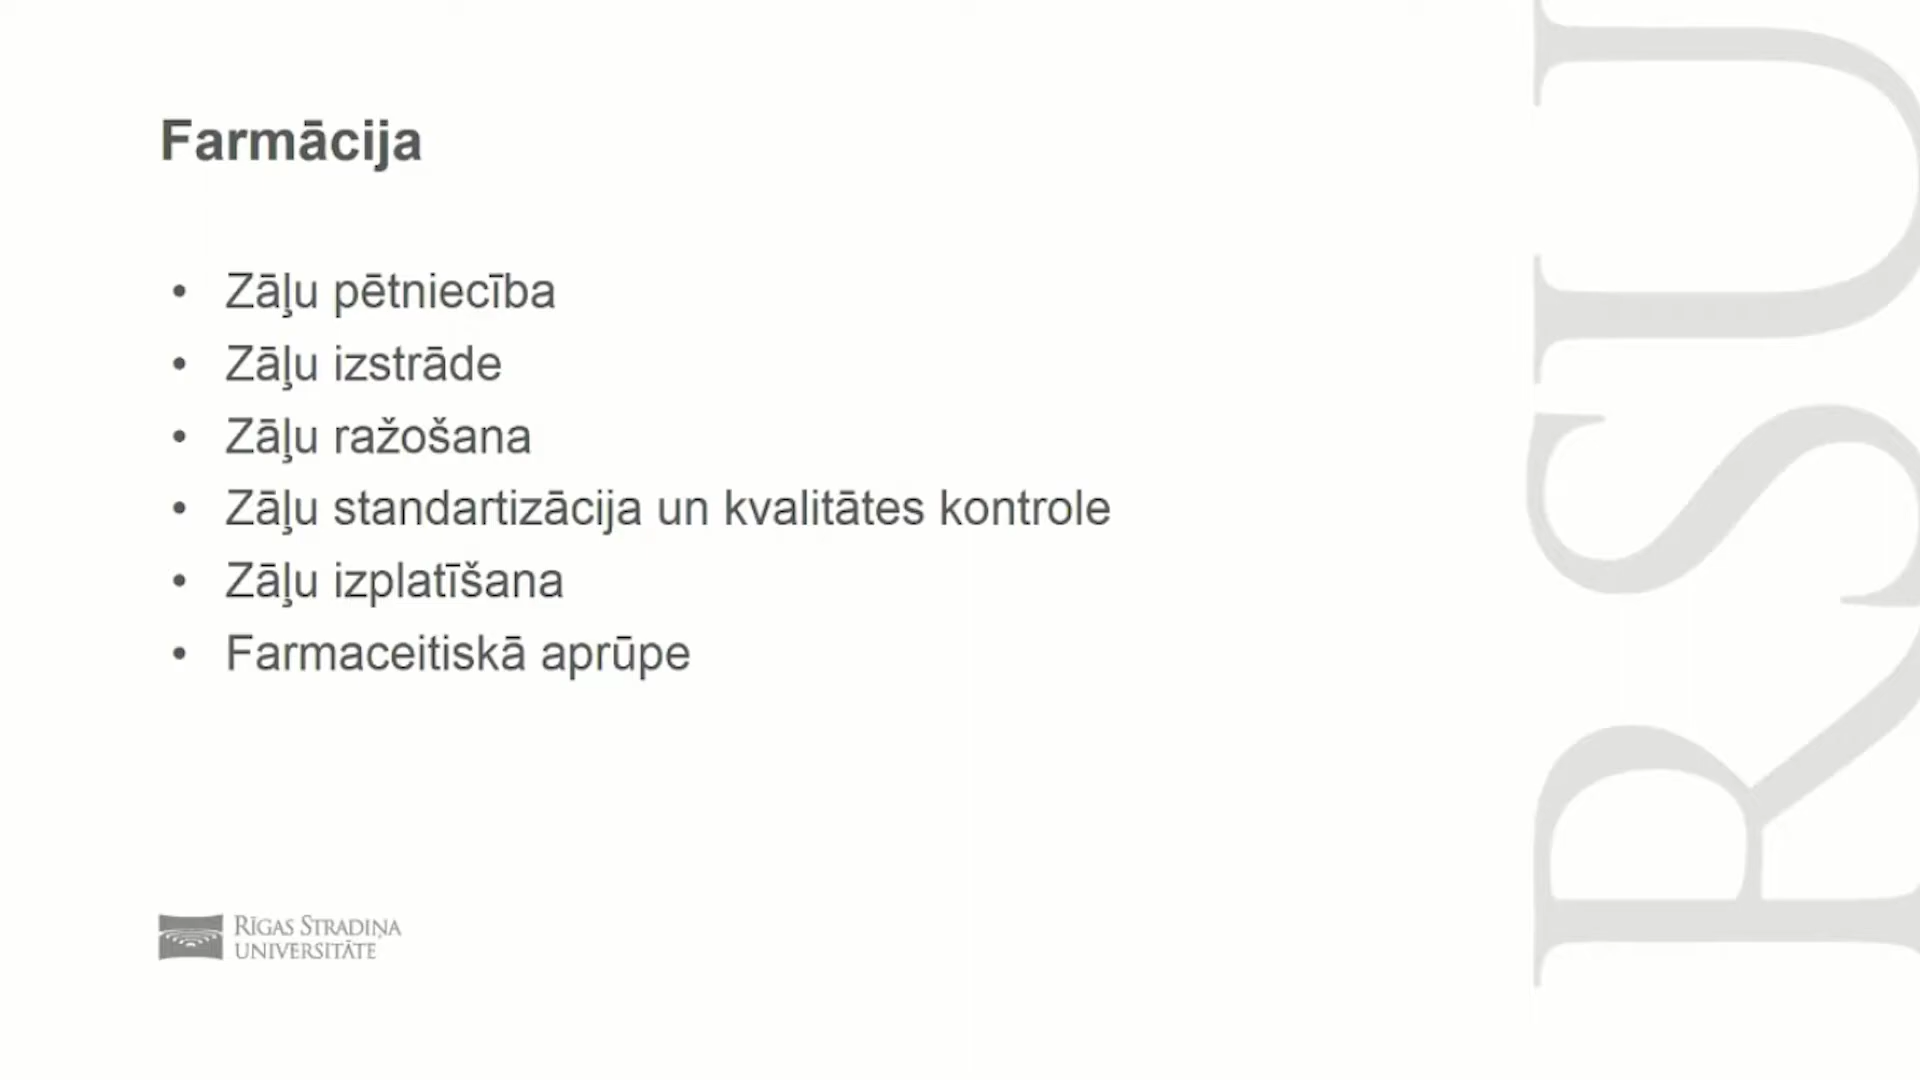 Farmācija
• Zāļu pētniecība
• Zāļu izstrāde
• Zāļu ražošana
• Zāļu standartizācija un kvalitātes kontrole
• Zāļu izplatīšana
• Farmaceitiskā aprūpe
RĪGAS STRADIŅA
UNIVERSITĀTE
RSU